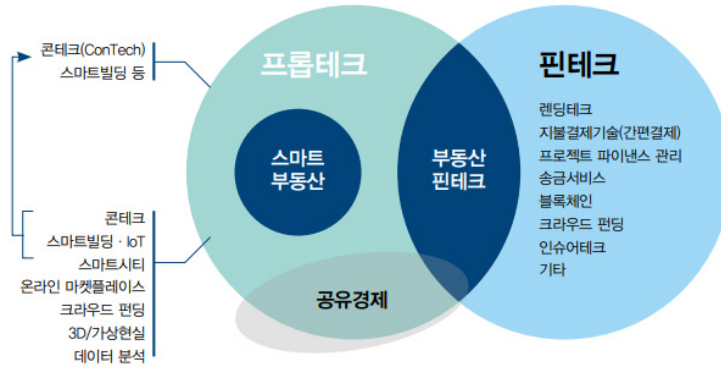 콘테크(ConTech)
스마트빌딩 등
프롭테크
핀테크
스마트
부동산
부동산
핀테크
렌딩테크
지불결제기술(간편결제)
프로젝트 파이낸스 관리
송금서비스
블록체인
크라우드 펀딩
인슈어테크
기타
콘테크
스마트빌딩 · IoT
스마트시티
온라인 마켓플레이스
크라우드 펀딩
3D/가상현실
데이터 분석
공유경제